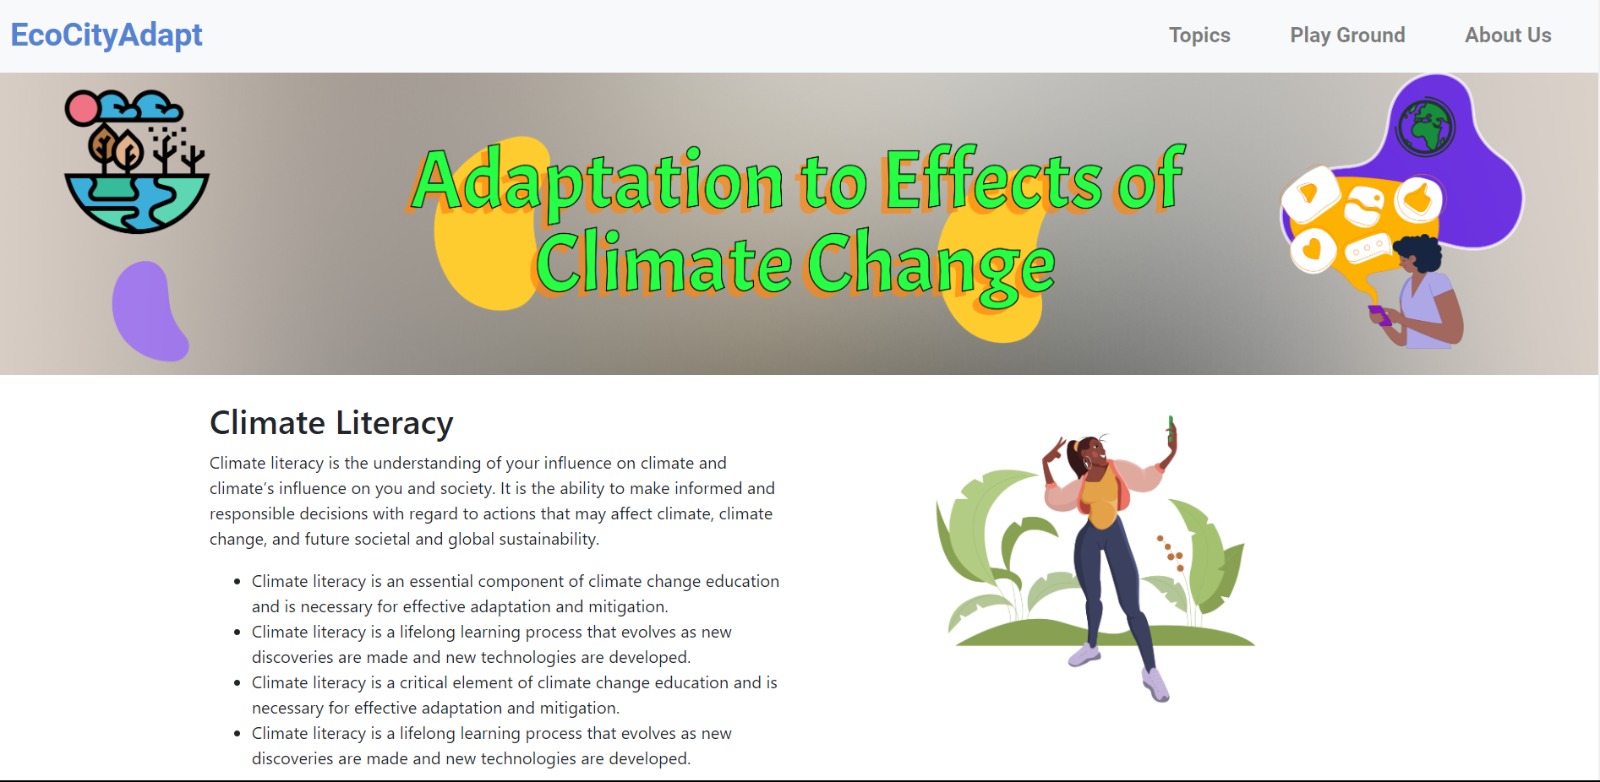 EcoCityAdapt
Topics
Play Ground
About Us
Adaptation to Effects of
Climate Change
Climate Literacy
Climate literacy is the understanding of your influence on climate and
climate's influence on you and society. It is the ability to make informed and
responsible decisions with regard to actions that may affect climate, climate
change, and future societal and global sustainability.
• Climate literacy is an essential component of climate change education
and is necessary for effective adaptation and mitigation.
• Climate literacy is a lifelong learning process that evolves as new
discoveries are made and new technologies are developed.
• Climate literacy is a critical element of climate change education and is
necessary for effective adaptation and mitigation.
• Climate literacy is a lifelong learning process that evolves as new
discoveries are made and new technologies are developed.